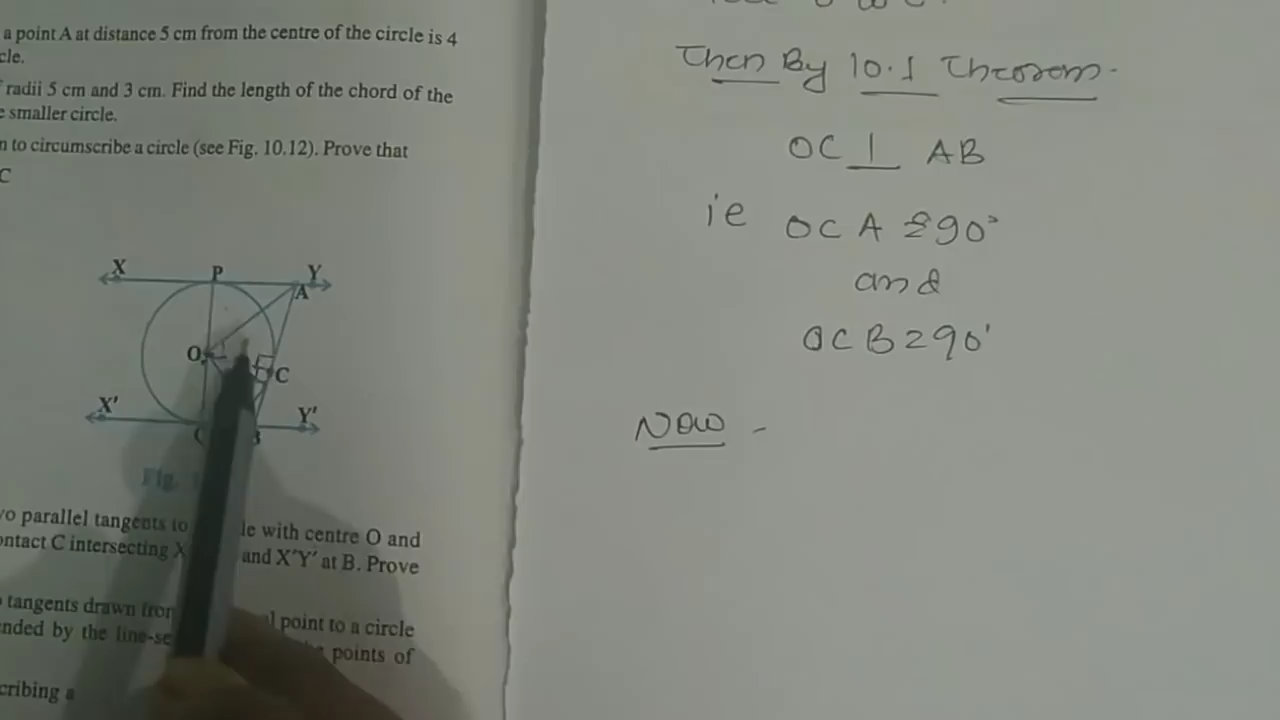 a point A at distance 5 cm from the centre of the circle is 4
cle.
radii 5 cm and 3 cm. Find the length of the chord of the
smaller circle.
n to circumscribe a circle (see Fig. 10.12). Prove that
C
X P Y
A
O
C
X' Y'
Fig.
vo parallel tangents to le with centre O and
ontact C intersecting X and X'Y' at B. Prove
tangents drawn from l point to a circle
nded by the line-se points of
cribing a
Then By 10.1 Theorem.
OC ⊥ AB
ie OCA = 90°
and
OCB = 90°
Now -